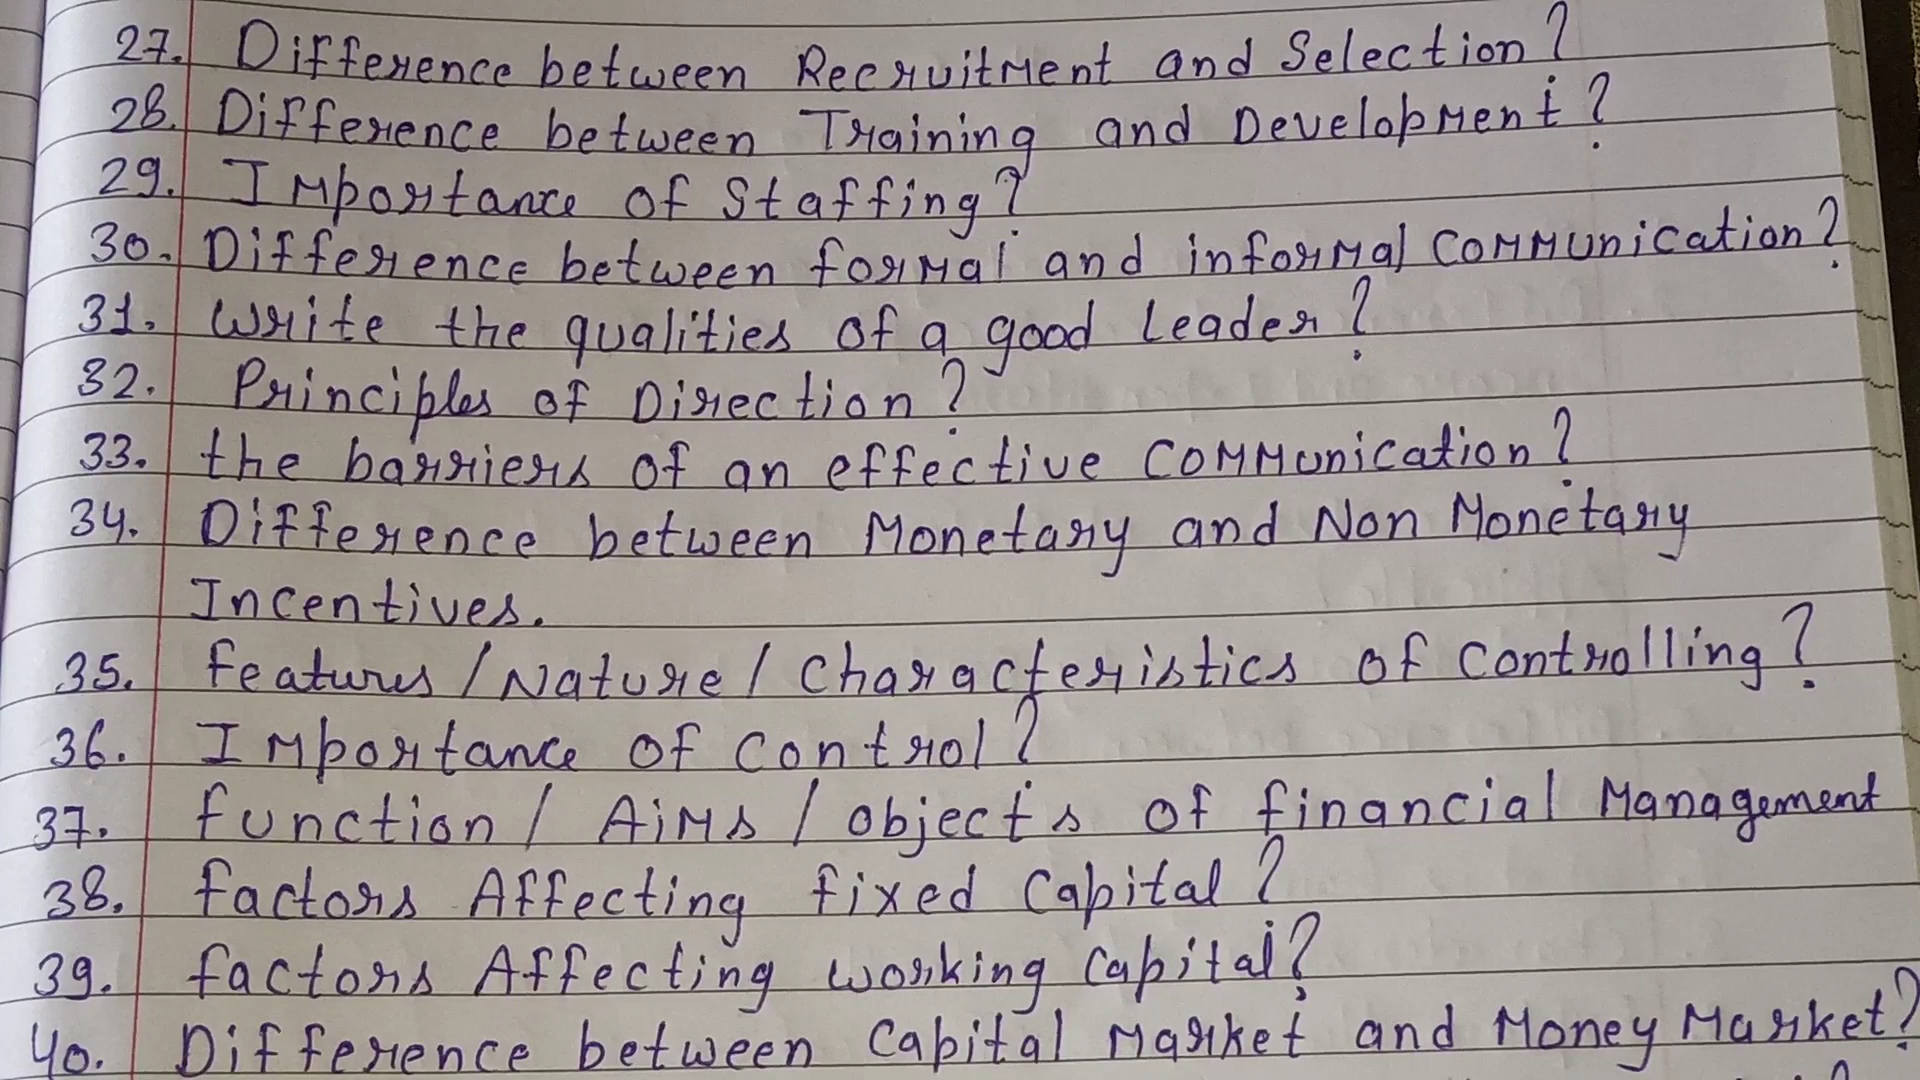 27. Difference between Recruitment and Selection?
28. Difference between Training and Development?
29. Importance of Staffing?
30. Difference between formal and informal Communication?
31. Write the qualities of a good Leader?
32. Principles of Direction?
33. the barriers of an effective Communication?
34. Difference between Monetary and Non Monetary
Incentives.
35. features / Nature / Characteristics of Controlling?
36. Importance of Control?
37. function / Aims / objects of financial Management
38. factors Affecting fixed Capital?
39. factors Affecting working Capital?
40. Difference between Capital Market and Money Market?